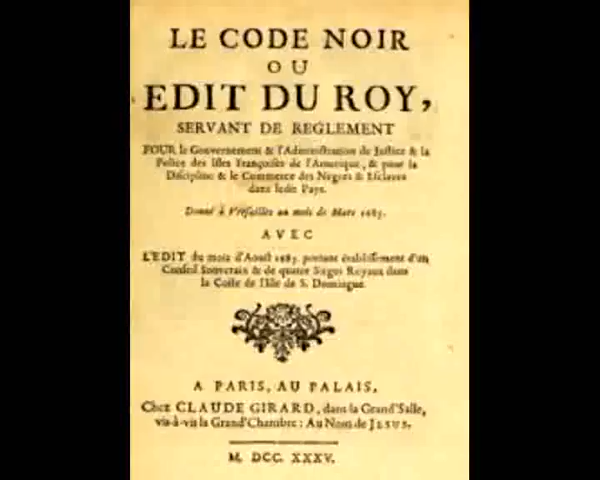 LE CODE NOIR
OU
EDIT DU ROY,
SERVANT DE REGLEMENT
POUR le Gouvernement & l'Administration de Justice & la
Police des Isles Françoises de l'Amerique, & pour la
Discipline & le Commerce des Negres & Esclaves
dans ledit Pays.
Donné à Versailles au mois de Mars 1685.
AVEC
L'EDIT du mois d'Aoust 1685. portant établissement d'un
Conseil Souverain & de quatre Sieges Royaux dans
la Coste de l'Isle de S. Domingue.
A PARIS, AU PALAIS,
Chez CLAUDE GIRARD, dans la Grand'Salle,
vis-à-vis la Grand'Chambre : Au Nom de JESUS.
M. DCC. XXXV.